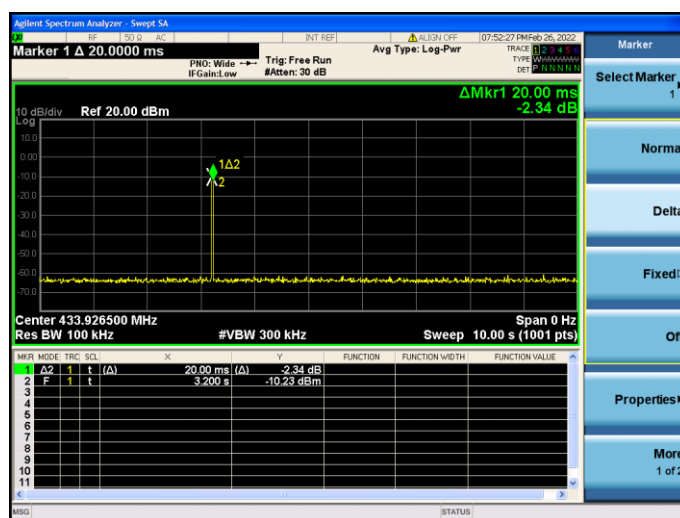 Agilent Spectrum Analyzer - Swept SA
RF 50 Ω AC INT REF ALIGN OFF 07:52:27 PM Feb 26, 2022
Marker 1 Δ 20.0000 ms
PNO: Wide Trig: Free Run
IFGain:Low #Atten: 30 dB
Avg Type: Log-Pwr
TRACE 1 2 3 4 5 6
TYPE W
DET P N N N N N
ΔMkr1 20.00 ms
-2.34 dB
10 dB/div Ref 20.00 dBm
Log
10.0
0.00
-10.0
-20.0
-30.0
-40.0
-50.0
-60.0
-70.0
1Δ2
2
Center 433.926500 MHz Span 0 Hz
Res BW 100 kHz #VBW 300 kHz Sweep 10.00 s (1001 pts)
MKR MODE TRC SCL X Y FUNCTION FUNCTION WIDTH FUNCTION VALUE
1 Δ2 1 t (Δ) 20.00 ms (Δ) -2.34 dB
2 F 1 t 3.200 s -10.23 dBm
3
4
5
6
7
8
9
10
11
MSG STATUS
Marker
Select Marker
1
Norma
Delta
Fixed
Of
Properties
More
1 of 2